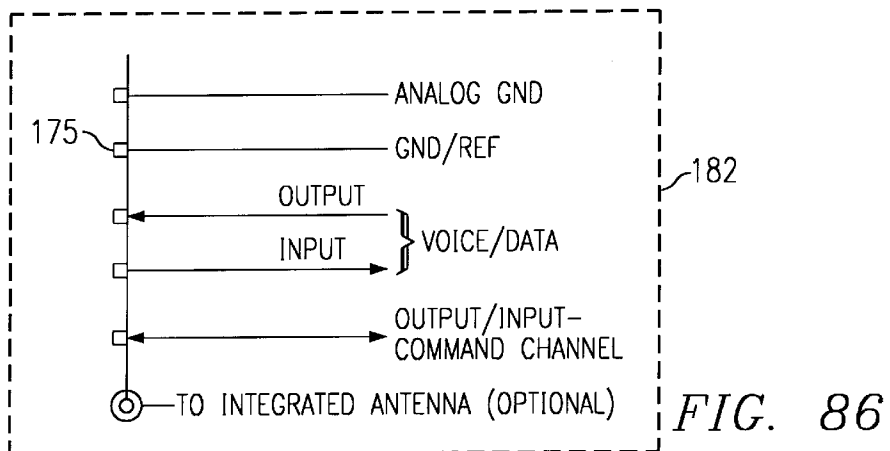 ANALOG GND
175
GND/REF
182
OUTPUT
VOICE/DATA
INPUT
OUTPUT/INPUT-
COMMAND CHANNEL
TO INTEGRATED ANTENNA (OPTIONAL)
FIG. 86